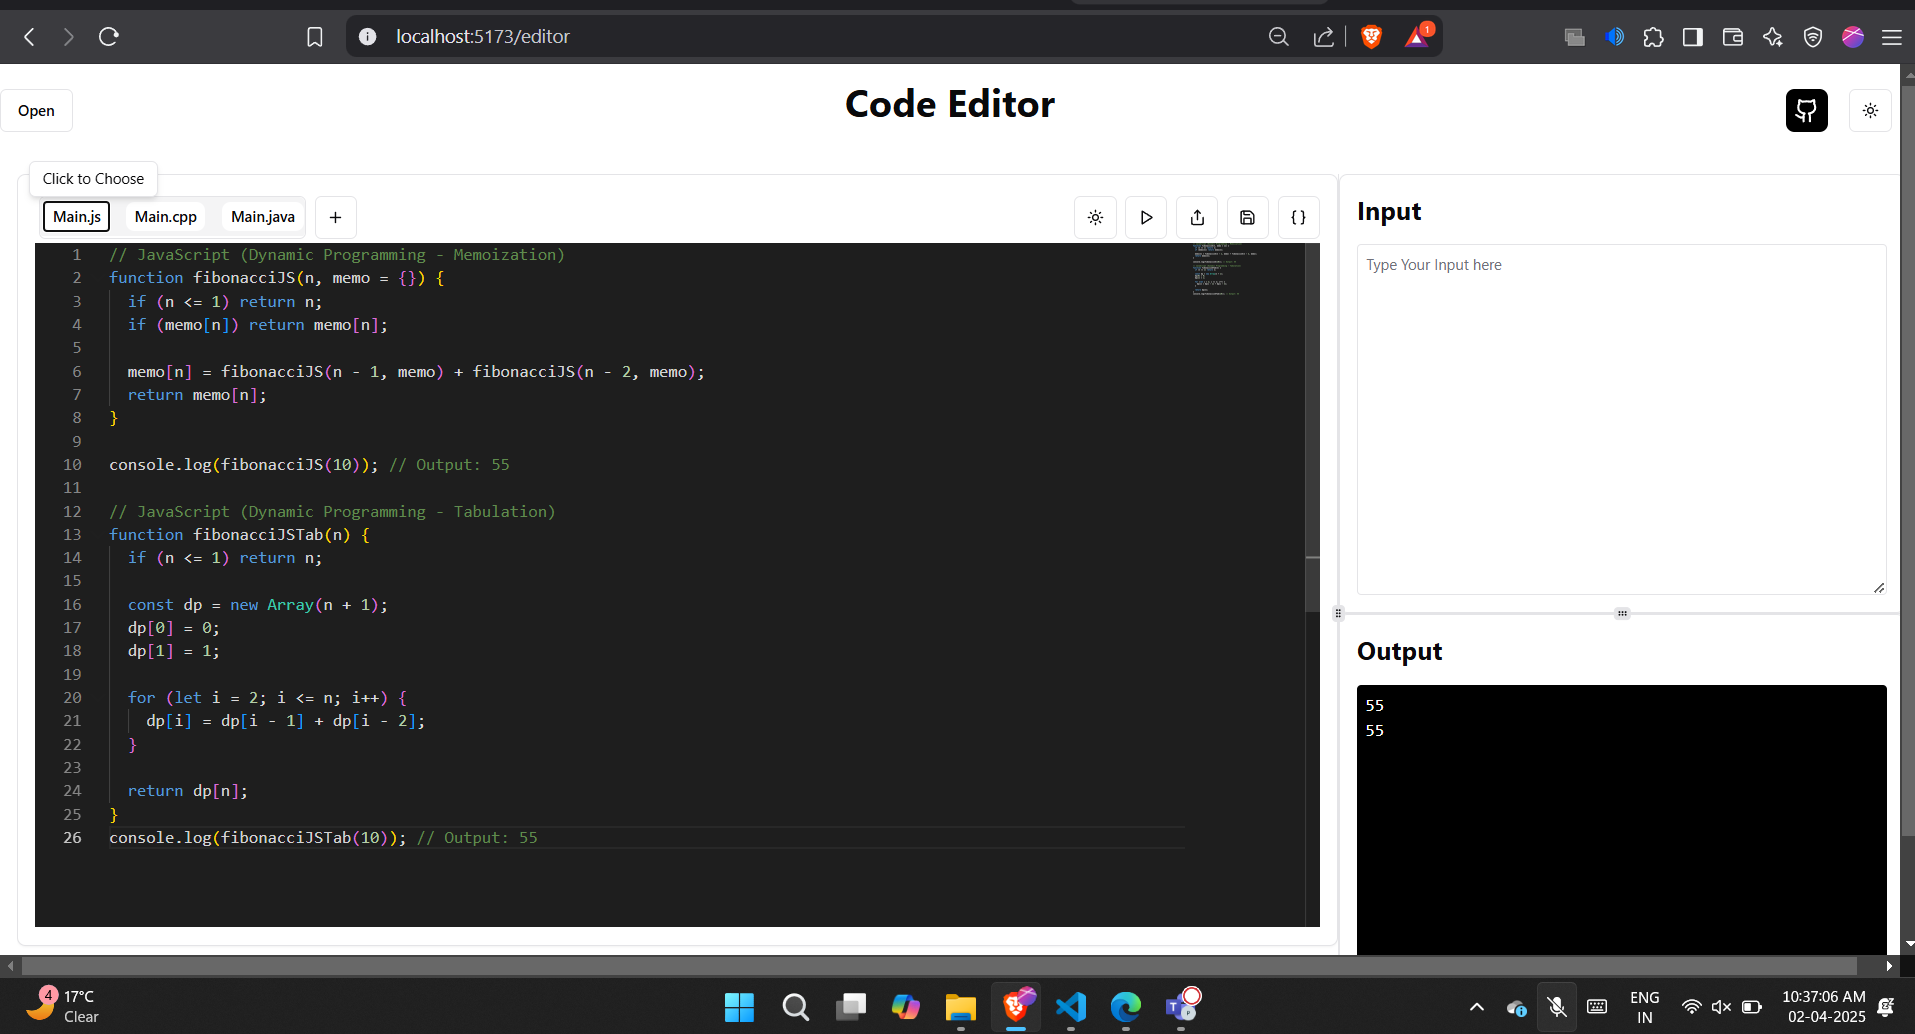 localhost:5173/editor
1
Open
Code Editor
Click to Choose
Main.js Main.cpp Main.java +
1 // JavaScript (Dynamic Programming - Memoization)
2 function fibonacciJS(n, memo = {}) {
3 if (n <= 1) return n;
4 if (memo[n]) return memo[n];
5
6 memo[n] = fibonacciJS(n - 1, memo) + fibonacciJS(n - 2, memo);
7 return memo[n];
8 }
9
10 console.log(fibonacciJS(10)); // Output: 55
11
12 // JavaScript (Dynamic Programming - Tabulation)
13 function fibonacciJSTab(n) {
14 if (n <= 1) return n;
15
16 const dp = new Array(n + 1);
17 dp[0] = 0;
18 dp[1] = 1;
19
20 for (let i = 2; i <= n; i++) {
21 dp[i] = dp[i - 1] + dp[i - 2];
22 }
23
24 return dp[n];
25 }
26 console.log(fibonacciJSTab(10)); // Output: 55
Input
Type Your Input here
Output
55
55
4
17°C
Clear
ENG
IN
10:37:06 AM
02-04-2025